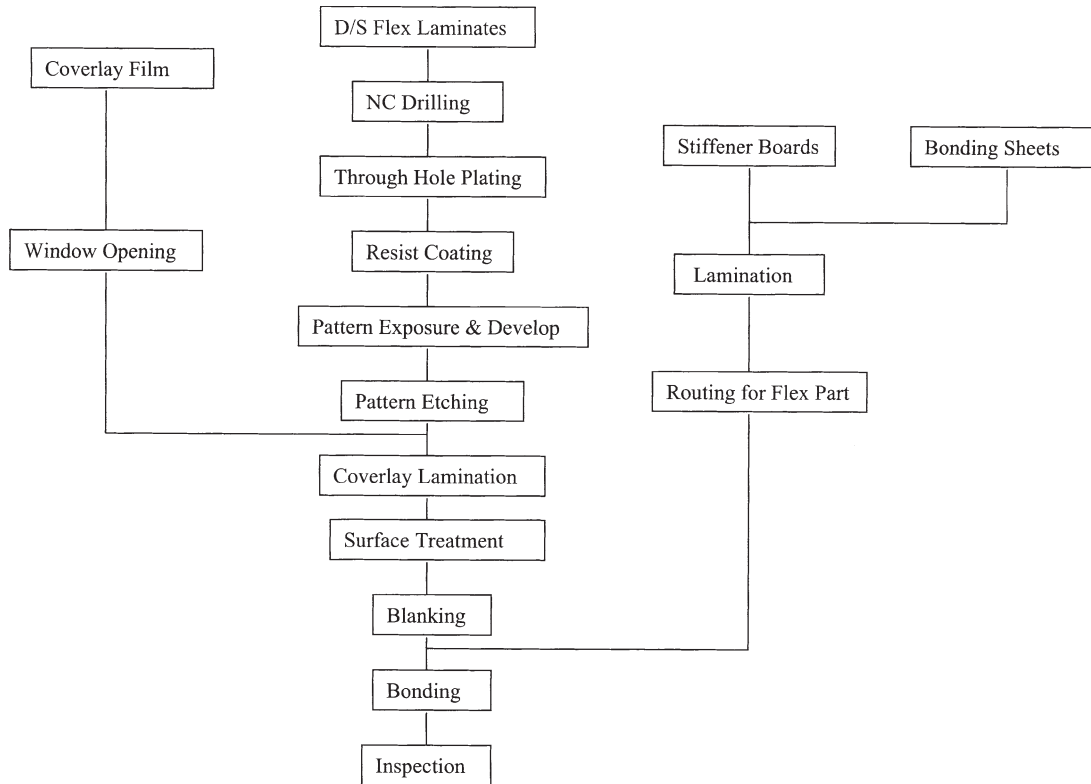 D/S Flex Laminates
Coverlay Film
NC Drilling
Stiffener Boards
Bonding Sheets
Through Hole Plating
Window Opening
Resist Coating
Lamination
Pattern Exposure & Develop
Pattern Etching
Routing for Flex Part
Coverlay Lamination
Surface Treatment
Blanking
Bonding
Inspection